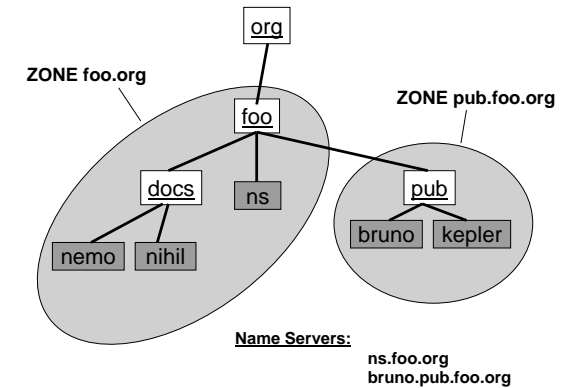 org
ZONE foo.org
ZONE pub.foo.org
foo
docs
ns
pub
bruno
kepler
nemo
nihil
Name Servers:
ns.foo.org
bruno.pub.foo.org